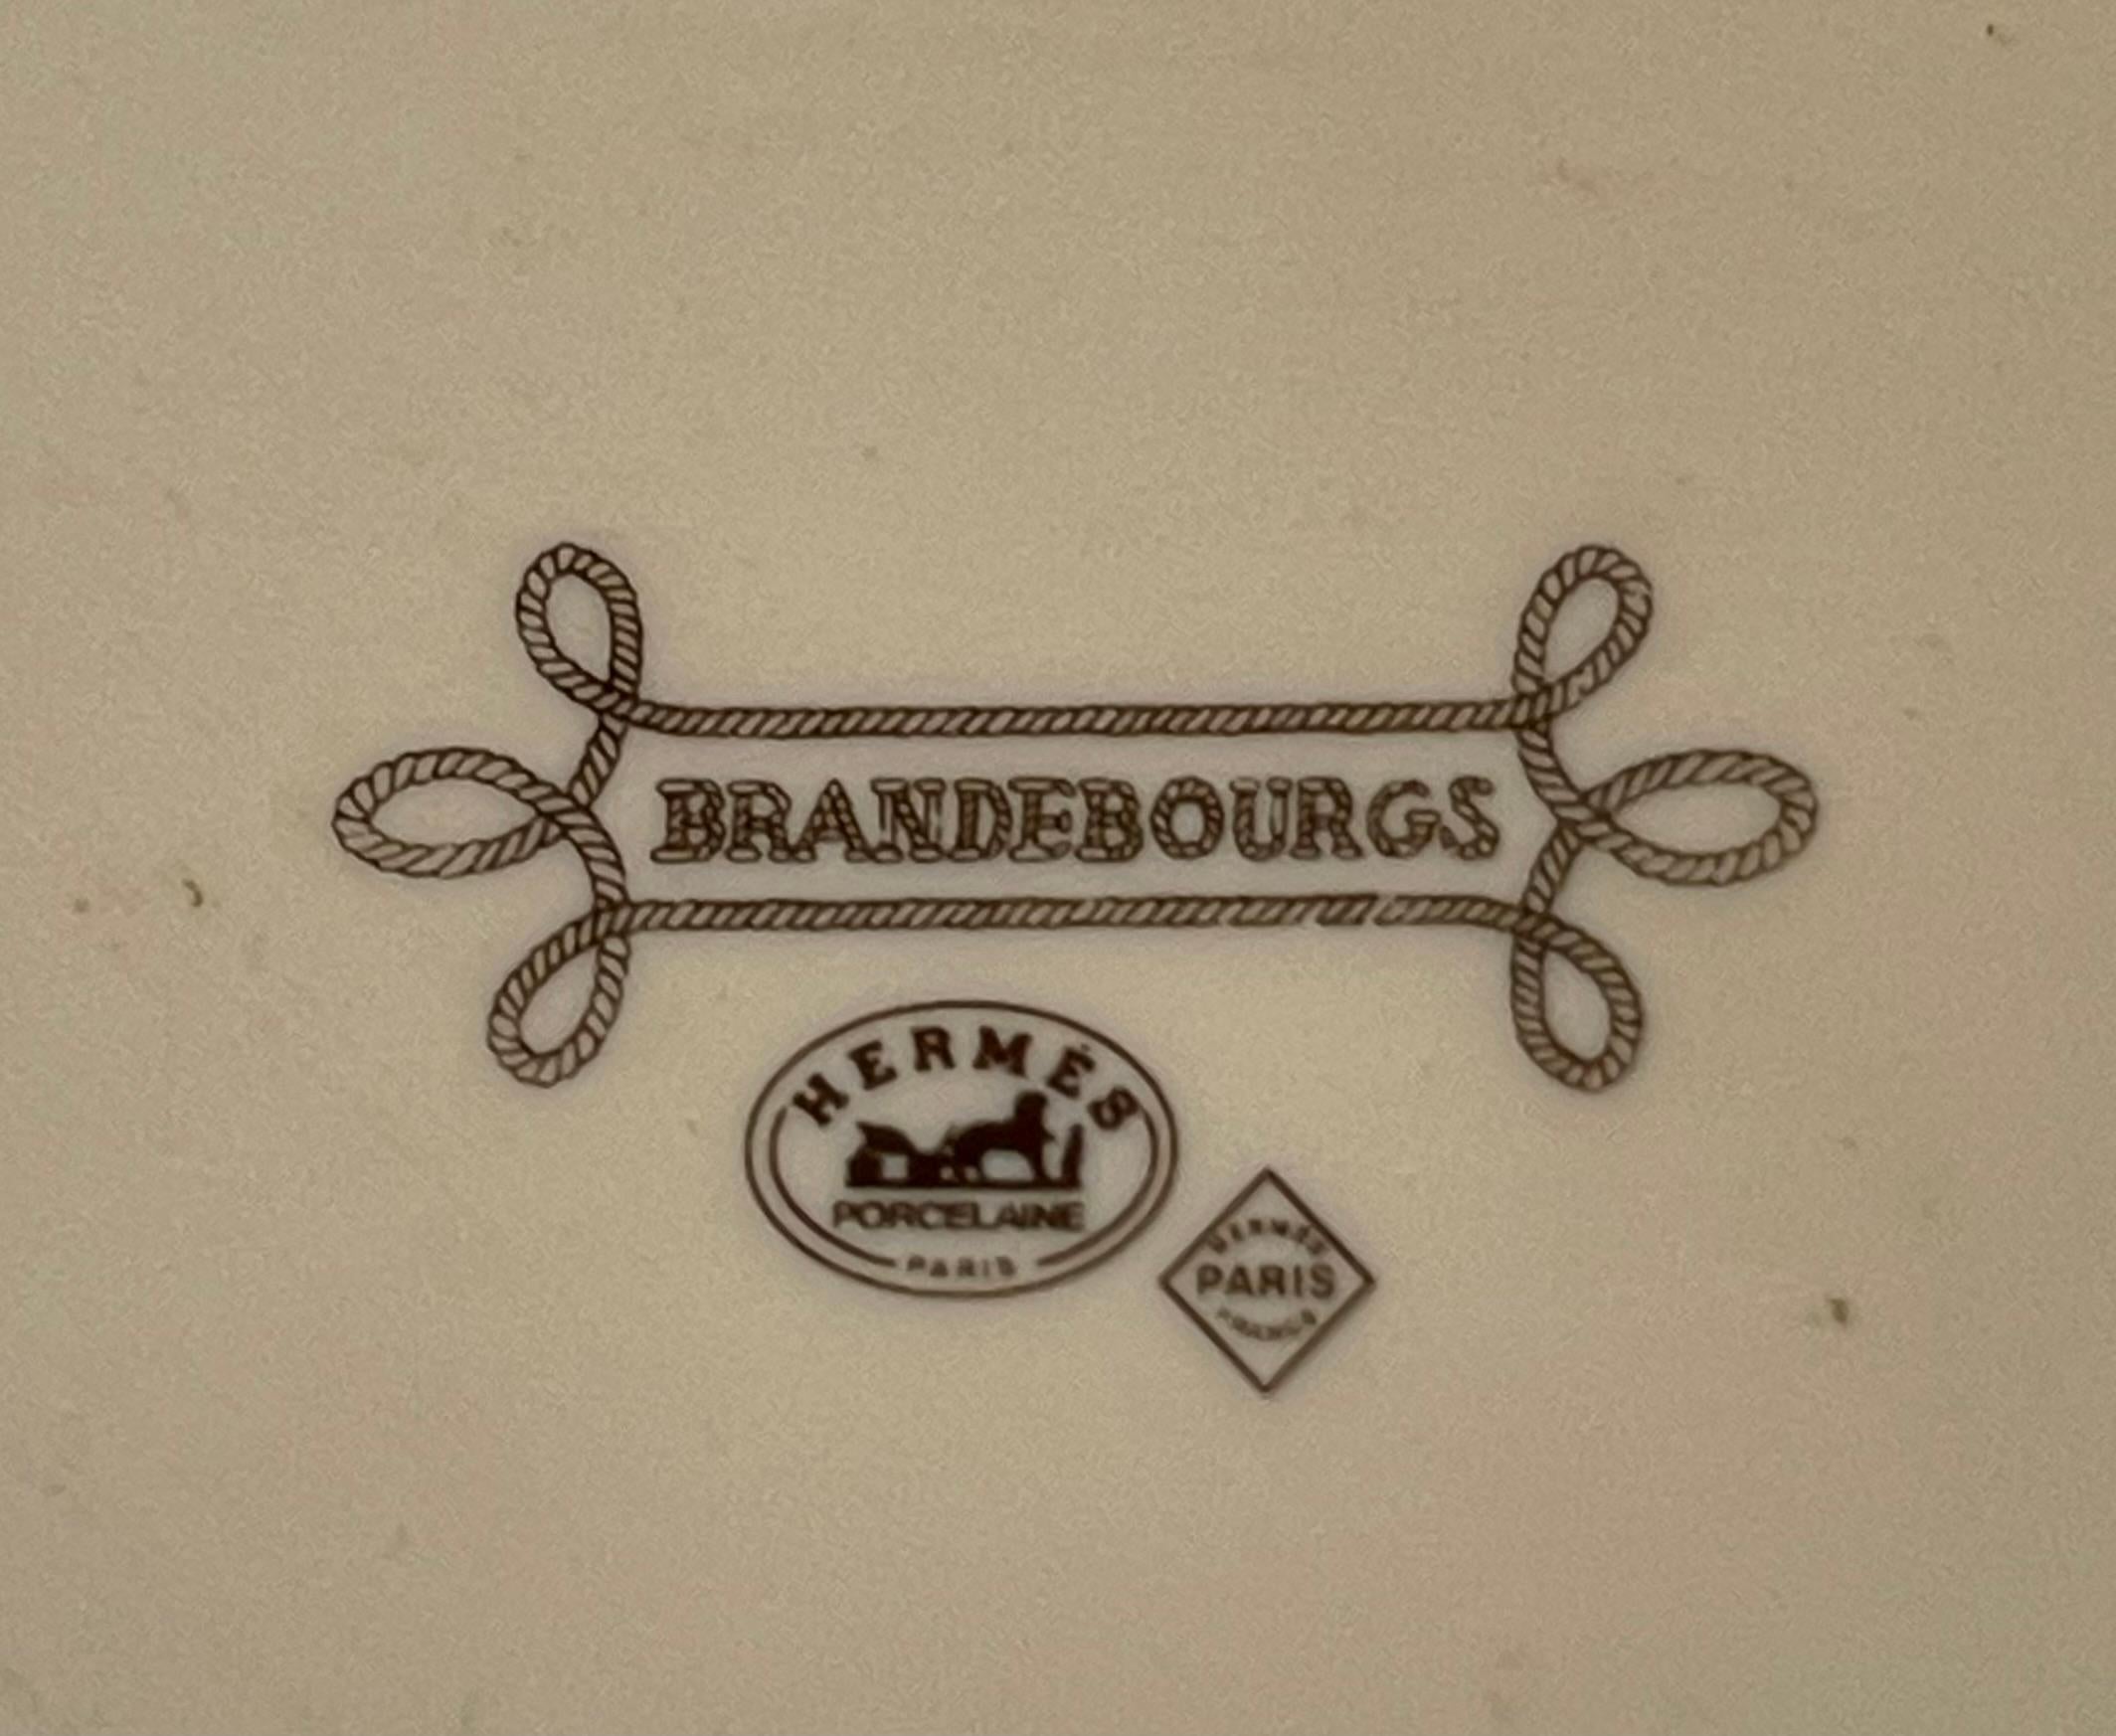 BRANDEBOURGS
HERMÈS
PORCELAINE
PARIS
HERMÈS
PARIS
FRANCE